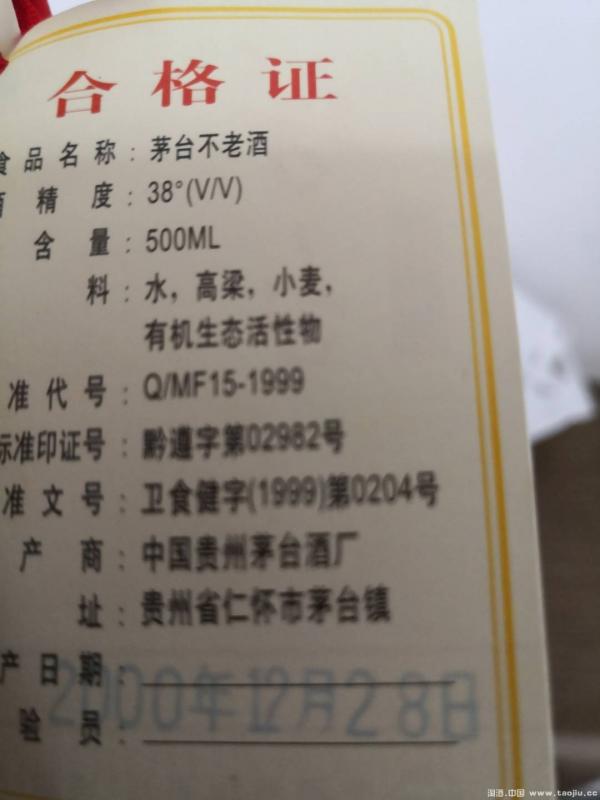 合格证
食品名称：茅台不老酒
精度：38°(V/V)
含量：500ML
料：水，高梁，小麦，
有机生态活性物
准代号：Q/MF15-1999
标准印证号：黔遵字第02982号
准文号：卫食健字(1999)第0204号
产商：中国贵州茅台酒厂
址：贵州省仁怀市茅台镇
产日期：
2000年12月28日
验员：
淘酒.中国 www.taojiu.cc